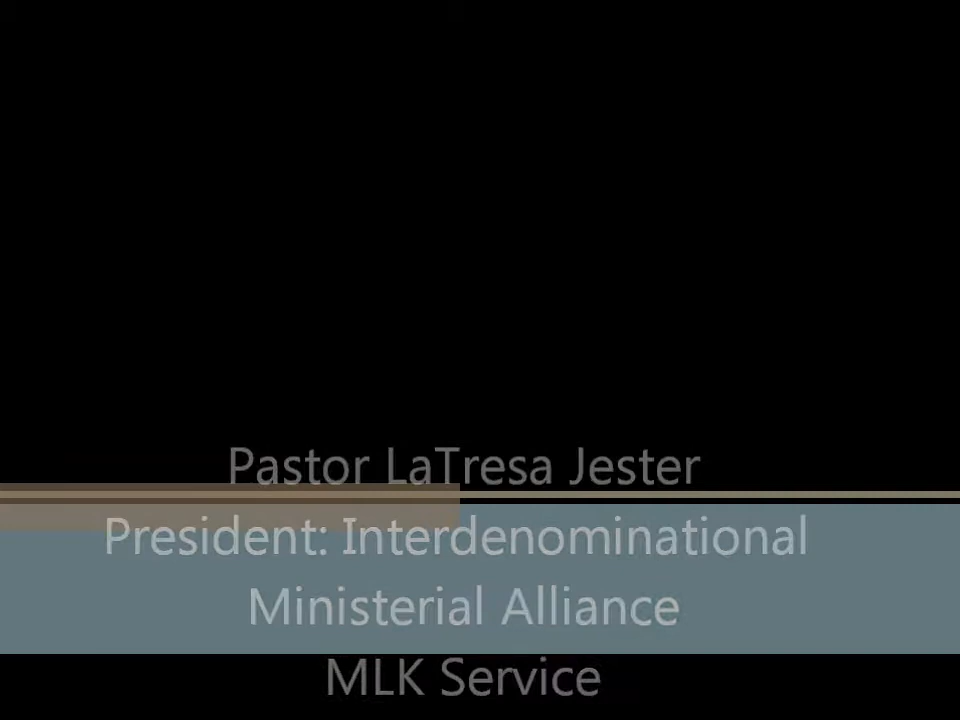 Pastor LaTresa Jester
President: Interdenominational
Ministerial Alliance
MLK Service